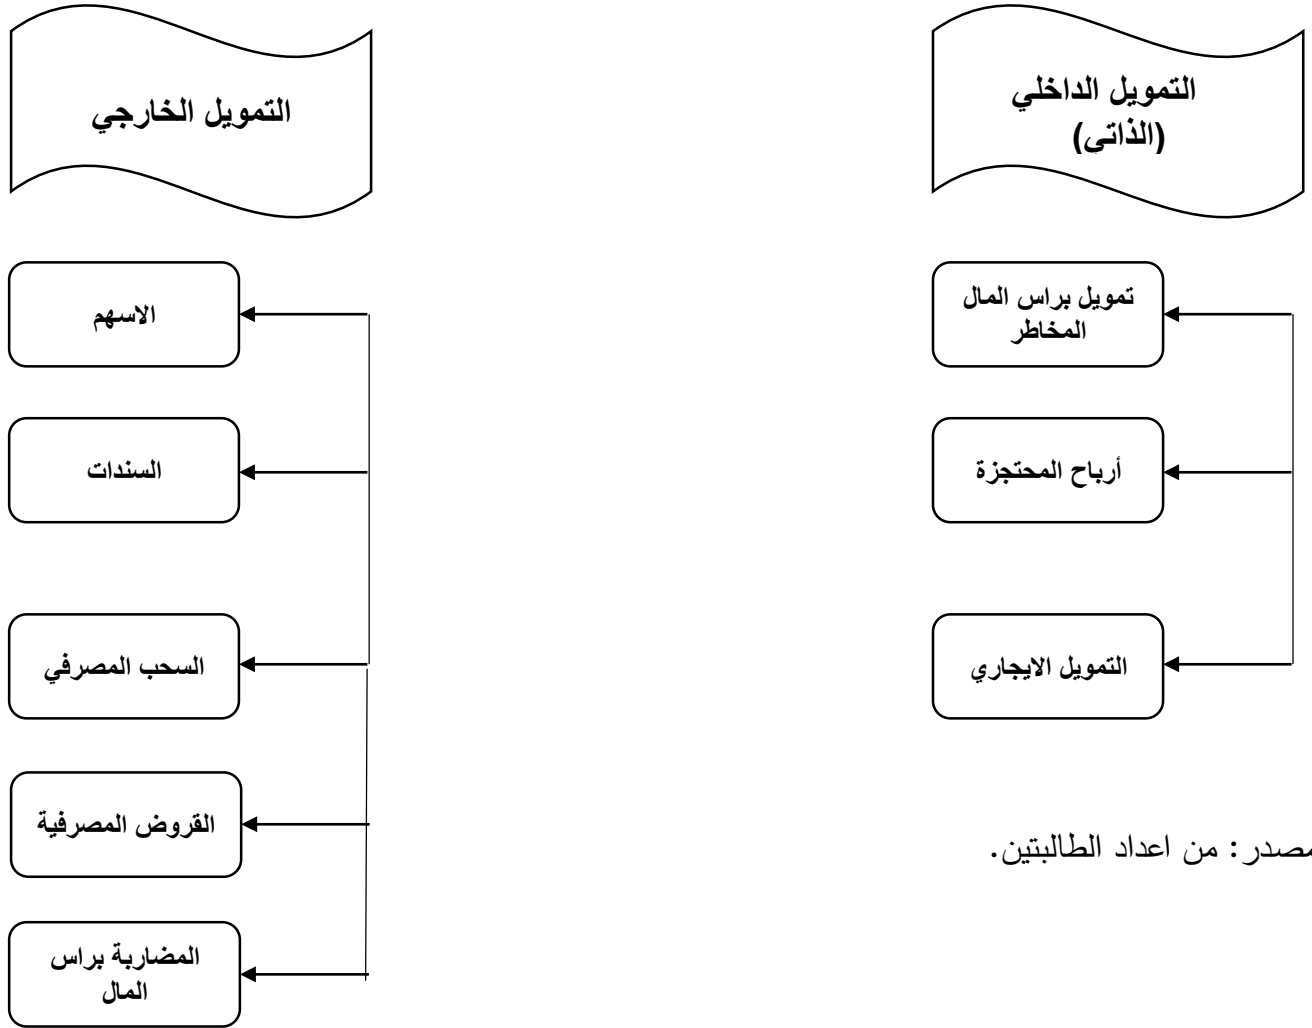 التمويل الداخلي
(الذاتي)
تمويل براس المال
المخاطر
أرباح المحتجزة
التمويل الايجاري
مصدر: من اعداد الطالبتين.
التمويل الخارجي
الاسهم
السندات
السحب المصرفي
القروض المصرفية
المضاربة براس
المال